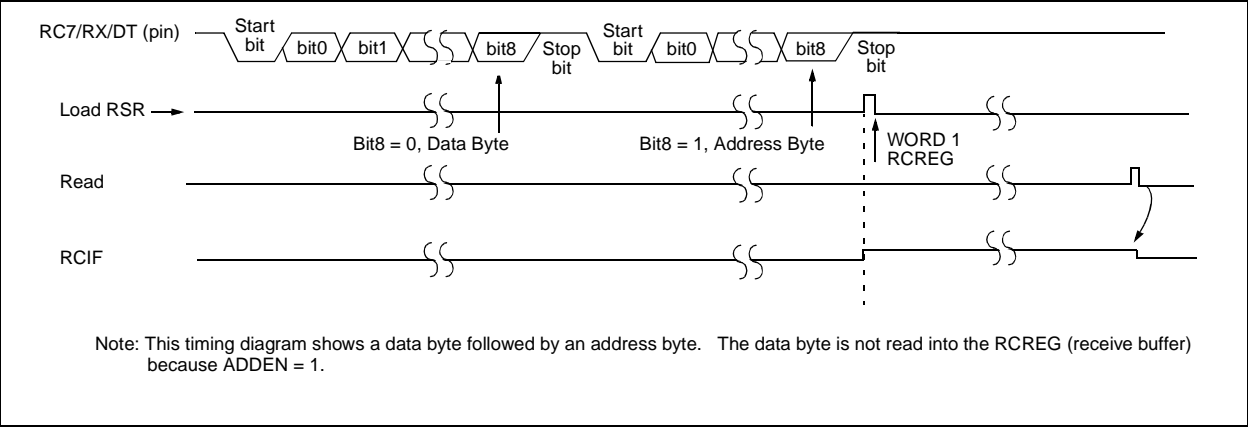 RC7/RX/DT (pin)
Start
bit
bit0
bit1
bit8
Stop
bit
Start
bit
bit0
bit8
Stop
bit
Load RSR
Bit8 = 0, Data Byte
Bit8 = 1, Address Byte
WORD 1
RCREG
Read
RCIF
Note: This timing diagram shows a data byte followed by an address byte. The data byte is not read into the RCREG (receive buffer)
because ADDEN = 1.